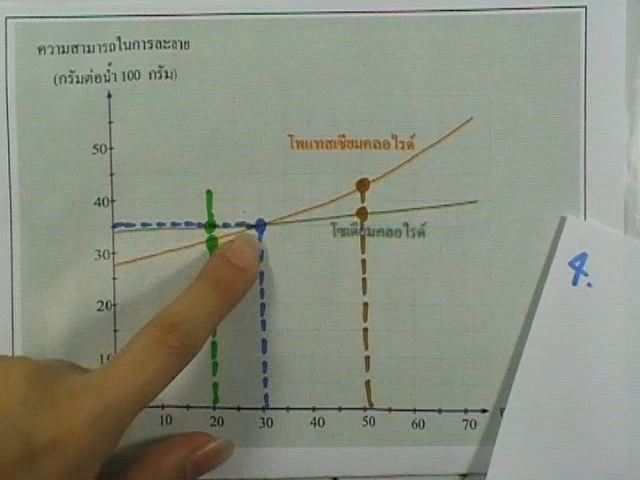 ความสามารถในการละลาย
(กรัมต่อน้ำ 100 กรัม)
โพแทสเซียมคลอไรด์
50
40
โซเดียมคลอไรด์
35
30
4.
20
10
10 20 30 40 50 60 70